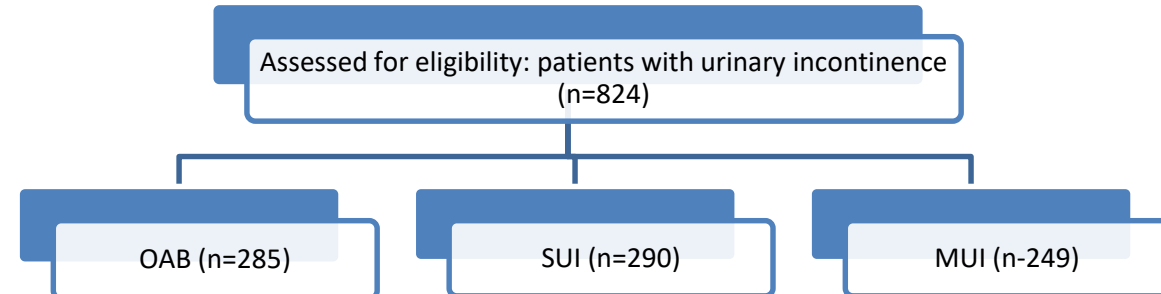 Assessed for eligibility: patients with urinary incontinence
(n=824)
OAB (n=285)
SUI (n=290)
MUI (n-249)